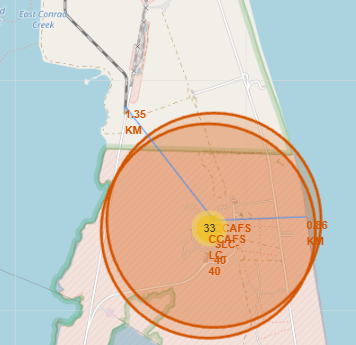 East Conrad
Creek
1.35
KM
0.86
KM
33
CCAFS
CCAFS
SLC-
LC-
40
40